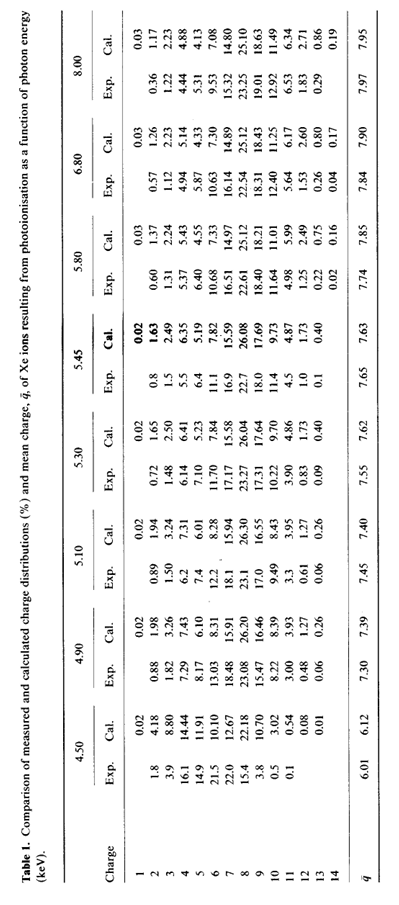 Table 1. Comparison of measured and calculated charge distributions (%) and mean charge, q̄, of Xe ions resulting from photoionisation as a function of photon energy
(keV).
4.50 4.90 5.10 5.30 5.45 5.80 6.80 8.00
Charge Exp. Cal. Exp. Cal. Exp. Cal. Exp. Cal. Exp. Cal. Exp. Cal. Exp. Cal. Exp. Cal.
1 0.02 0.02 0.02 0.02 0.02 0.03 0.03 0.03
2 1.8 4.18 0.88 1.98 0.89 1.94 0.72 1.65 0.8 1.63 0.60 1.37 0.57 1.26 0.36 1.17
3 3.9 8.80 1.82 3.26 1.50 3.24 1.48 2.50 1.5 2.49 1.31 2.24 1.12 2.23 1.22 2.23
4 16.1 14.44 7.29 7.43 6.2 7.31 6.14 6.41 5.5 6.35 5.37 5.43 4.94 5.14 4.44 4.88
5 14.9 11.91 8.17 6.10 7.4 6.01 7.10 5.23 6.4 5.19 6.40 4.55 5.87 4.33 5.31 4.13
6 21.5 10.10 13.03 8.31 12.2 8.28 11.70 7.84 11.1 7.82 10.68 7.33 10.63 7.30 9.53 7.08
7 22.0 12.67 18.48 15.91 18.1 15.94 17.17 15.58 16.9 15.59 16.51 14.97 16.14 14.89 15.32 14.80
8 15.4 22.18 23.08 26.20 23.1 26.30 23.27 26.04 22.7 26.08 22.61 25.12 22.54 25.12 23.25 25.10
9 3.8 10.70 15.47 16.46 17.0 16.55 17.31 17.64 18.0 17.69 18.40 18.21 18.31 18.43 19.01 18.63
10 0.5 3.02 8.22 8.39 9.49 8.43 10.22 9.70 11.4 9.73 11.64 11.01 12.40 11.25 12.92 11.49
11 0.1 0.54 3.00 3.93 3.3 3.95 3.90 4.86 4.5 4.87 4.98 5.99 5.64 6.17 6.53 6.34
12 0.08 0.48 1.27 0.61 1.27 0.83 1.73 1.0 1.73 1.25 2.49 1.53 2.60 1.83 2.71
13 0.01 0.06 0.26 0.06 0.26 0.09 0.40 0.1 0.40 0.22 0.75 0.26 0.80 0.29 0.86
14 0.02 0.16 0.04 0.17 0.19
q̄ 6.01 6.12 7.30 7.39 7.45 7.40 7.55 7.62 7.65 7.63 7.74 7.85 7.84 7.90 7.97 7.95